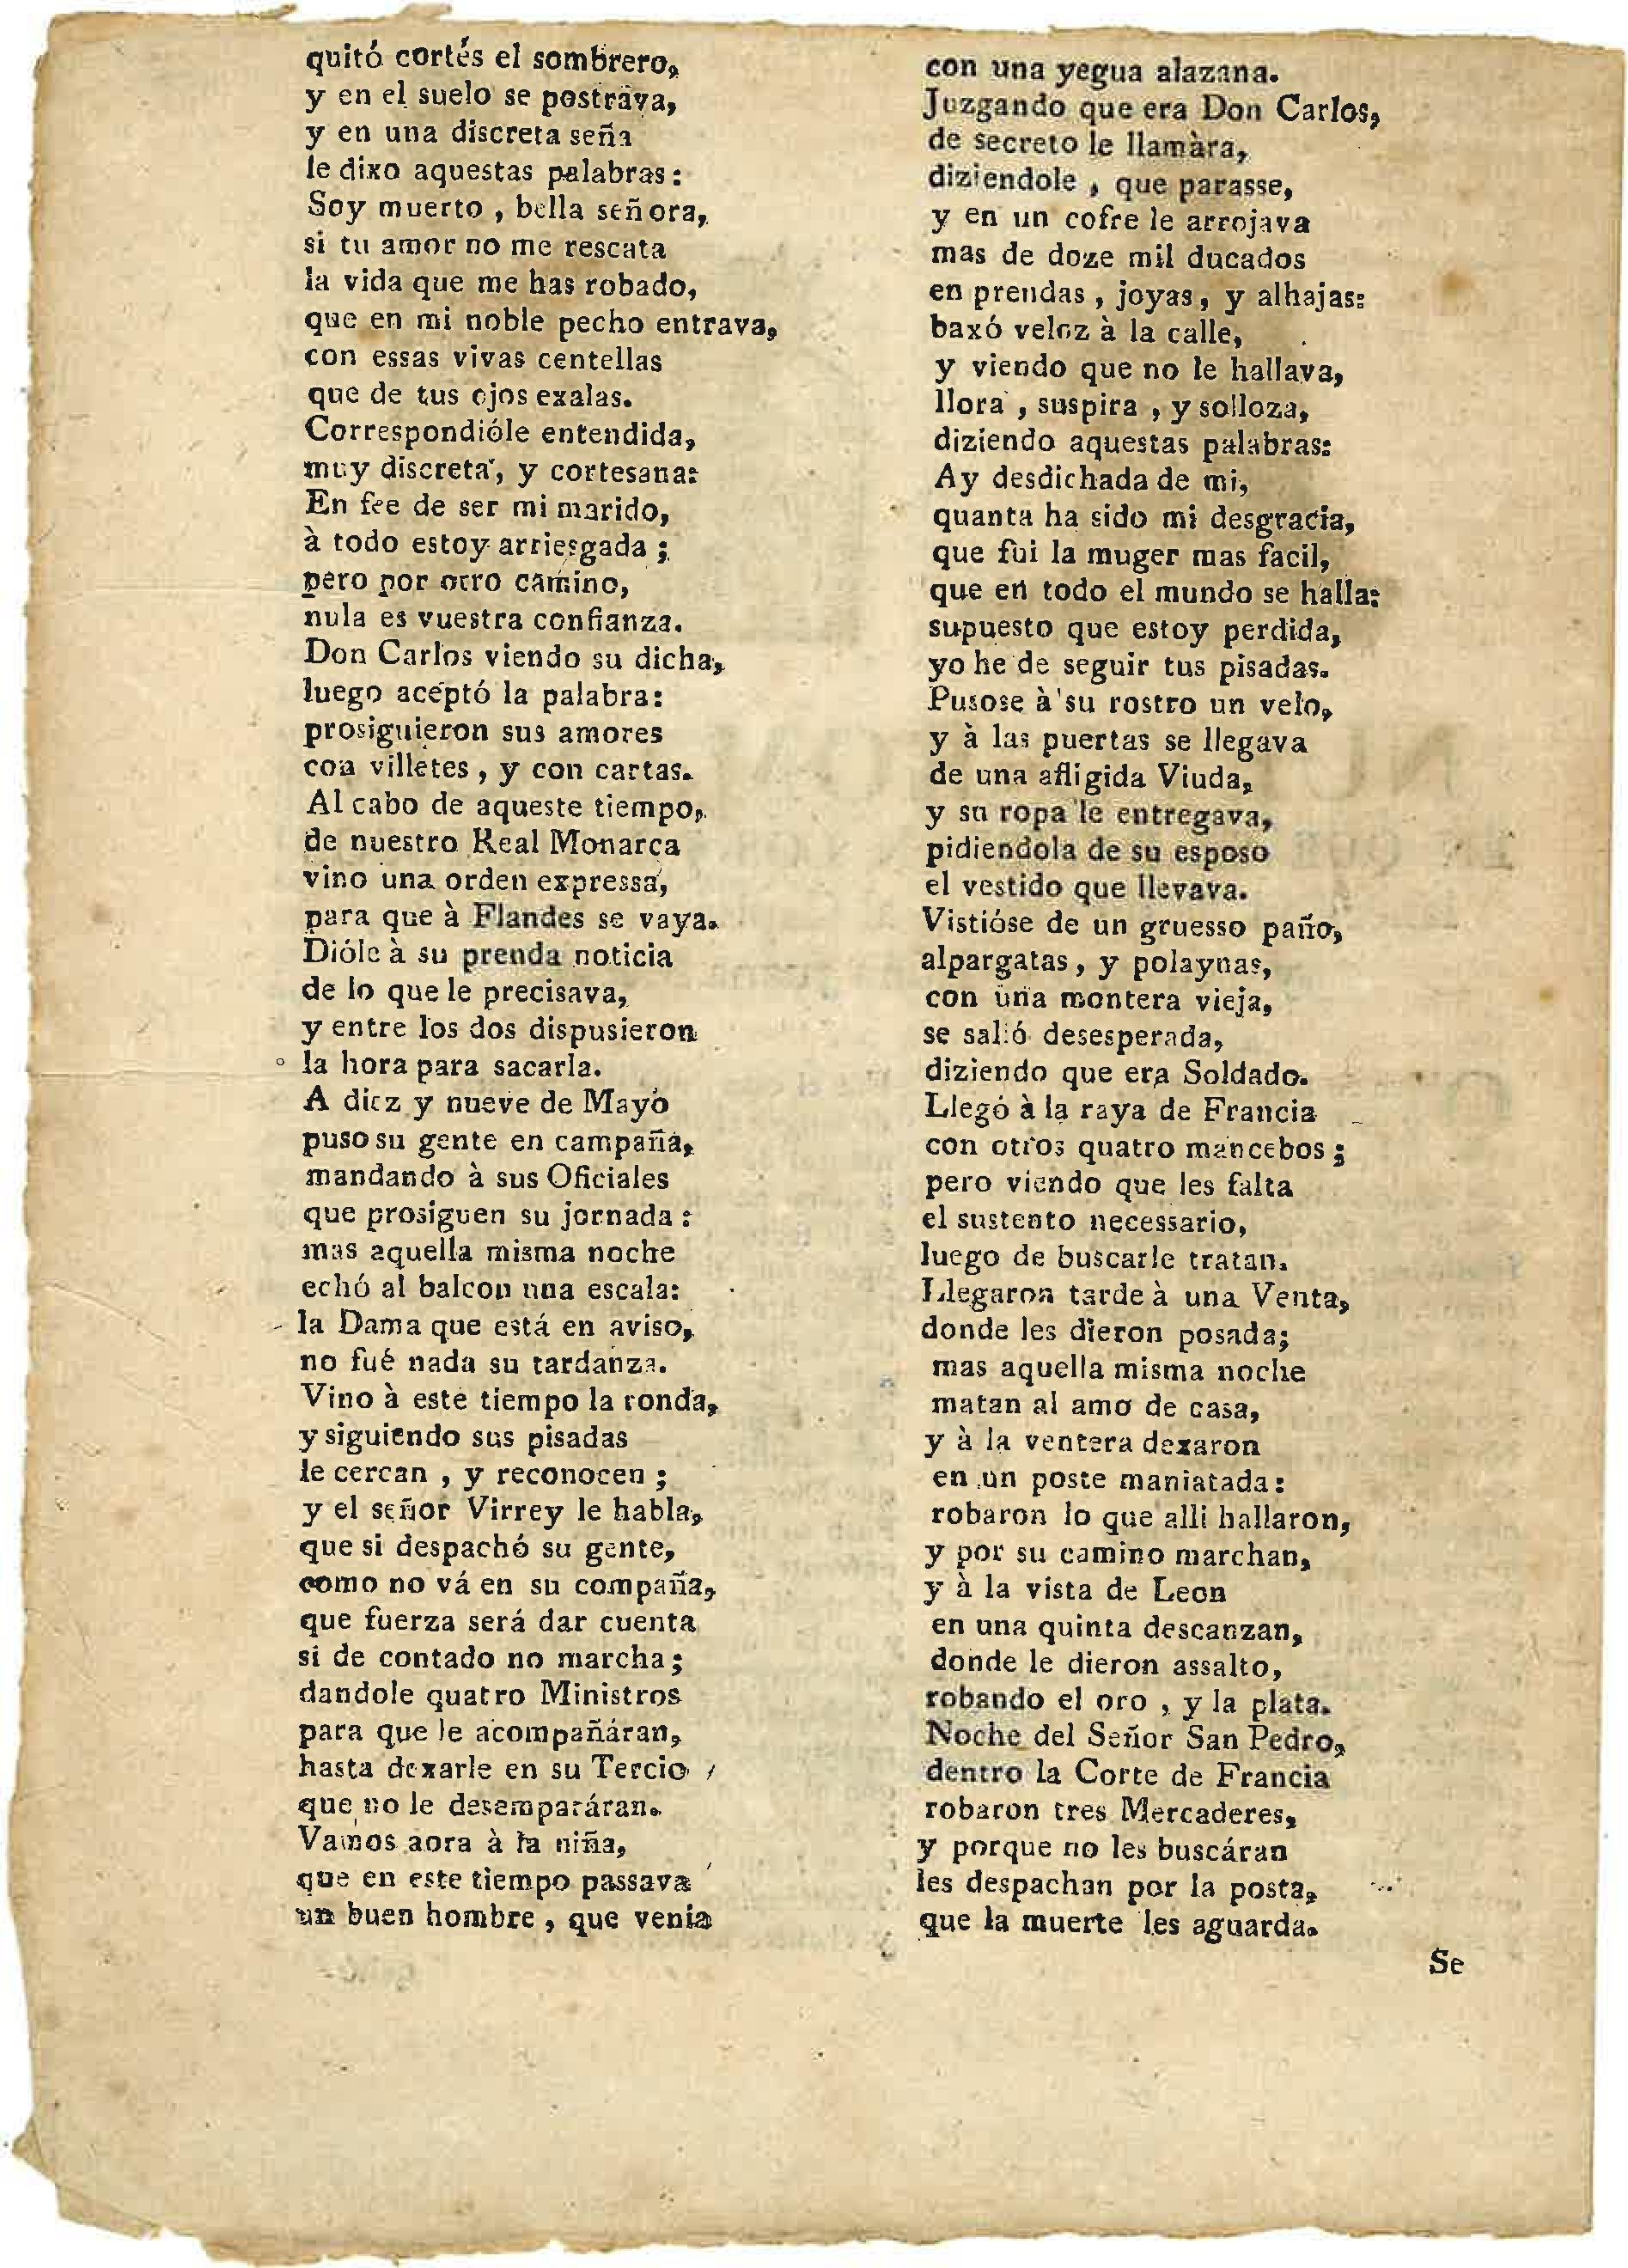 quitó cortés el sombrero,
y en el suelo se postrava,
y en una discreta seña
le dixo aquestas palabras:
Soy muerto , bella señora,
si tu amor no me rescata
la vida que me has robado,
que en mi noble pecho entrava,
con essas vivas centellas
que de tus ojos exalas.
Correspondióle entendida,
muy discreta, y cortesana:
En fee de ser mi marido,
à todo estoy arriesgada ;
pero por otro camino,
nula es vuestra confianza.
Don Carlos viendo su dicha,
luego aceptó la palabra:
prosiguieron sus amores
con villetes , y con cartas.
Al cabo de aqueste tiempo,
de nuestro Real Monarca
vino una orden expressa,
para que à Flandes se vaya.
Dióle à su prenda noticia
de lo que le precisava,
y entre los dos dispusieron
la hora para sacarla.
A diez y nueve de Mayo
puso su gente en campaña,
mandando à sus Oficiales
que prosiguen su jornada :
mas aquella misma noche
echó al balcon una escala:
la Dama que está en aviso,
no fué nada su tardanza.
Vino à este tiempo la ronda,
y siguiendo sus pisadas
le cercan , y reconocen ;
y el señor Virrey le habla,
que si despachó su gente,
como no vá en su compaña,
que fuerza será dar cuenta
si de contado no marcha ;
dandole quatro Ministros
para que le acompañáran,
hasta dexarle en su Tercio
que no le desamparáran.
Vamos aora à la niña,
que en este tiempo passava
un buen hombre , que venia
con una yegua alazana.
Juzgando que era Don Carlos,
de secreto le llamàra,
diziendole , que parasse,
y en un cofre le arrojava
mas de doze mil ducados
en prendas , joyas, y alhajas:
baxó veloz à la calle,
y viendo que no le hallava,
llora , suspira , y solloza,
diziendo aquestas palabras:
Ay desdichada de mi,
quanta ha sido mi desgracia,
que fui la muger mas facil,
que en todo el mundo se halla:
supuesto que estoy perdida,
yo he de seguir tus pisadas.
Pusose à su rostro un velo,
y à las puertas se llegava
de una afligida Viuda,
y su ropa le entregava,
pidiendola de su esposo
el vestido que llevava.
Vistióse de un gruesso paño,
alpargatas, y polaynas,
con una montera vieja,
se salió desesperada,
diziendo que era Soldado.
Llegó à la raya de Francia
con otros quatro mancebos ;
pero viendo que les falta
el sustento necessario,
luego de buscarle tratan.
Llegaron tarde à una Venta,
donde les dieron posada;
mas aquella misma noche
matan al amo de casa,
y à la ventera dexaron
en un poste maniatada :
robaron lo que alli hallaron,
y por su camino marchan,
y à la vista de Leon
en una quinta descanzan,
donde le dieron assalto,
robando el oro , y la plata.
Noche del Señor San Pedro,
dentro la Corte de Francia
robaron tres Mercaderes,
y porque no les buscáran
les despachan por la posta,
que la muerte les aguarda.
Se